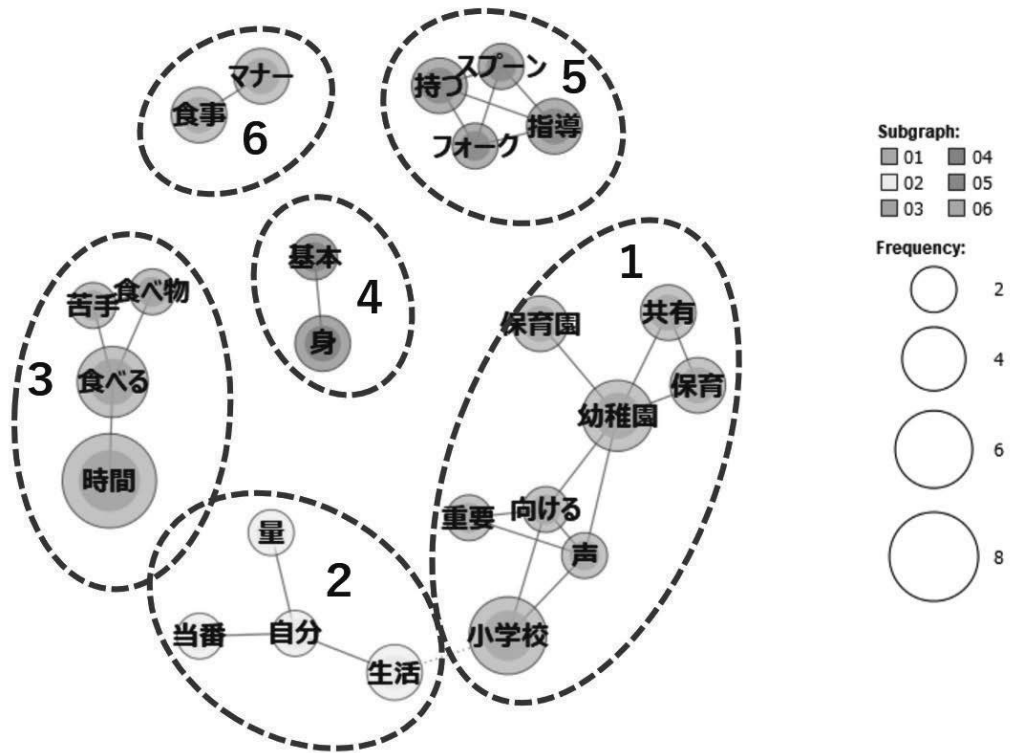 マナー
食事
6
スプーン
持つ
5
指導
フォーク
基本
4
身
食べ物
苦手
3
食べる
時間
1
共有
保育園
保育
幼稚園
向ける
重要
声
小学校
量
2
当番
自分
生活
Subgraph:
01 04
02 05
03 06
Frequency:
2
4
6
8